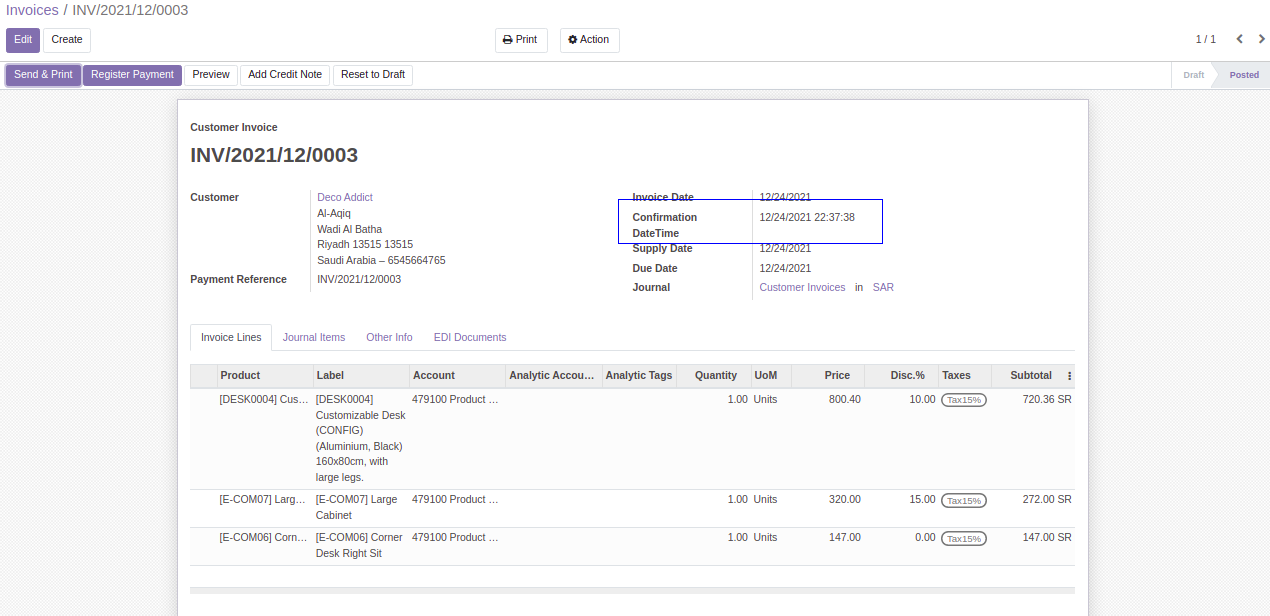 Invoices / INV/2021/12/0003
Edit Create Print Action 1 / 1
Send & Print Register Payment Preview Add Credit Note Reset to Draft Draft Posted
Customer Invoice
INV/2021/12/0003
Customer Deco Addict
Al-Aqiq
Wadi Al Batha
Riyadh 13515 13515
Saudi Arabia – 6545664765
Payment Reference INV/2021/12/0003
Invoice Date 12/24/2021
Confirmation 12/24/2021 22:37:38
DateTime
Supply Date 12/24/2021
Due Date 12/24/2021
Journal Customer Invoices in SAR
Invoice Lines Journal Items Other Info EDI Documents
Product Label Account Analytic Accou... Analytic Tags Quantity UoM Price Disc.% Taxes Subtotal
[DESK0004] Cus... [DESK0004] 479100 Product ... 1.00 Units 800.40 10.00 Tax15% 720.36 SR
Customizable Desk
(CONFIG)
(Aluminium, Black)
160x80cm, with
large legs.
[E-COM07] Larg... [E-COM07] Large 479100 Product ... 1.00 Units 320.00 15.00 Tax15% 272.00 SR
Cabinet
[E-COM06] Corn... [E-COM06] Corner 479100 Product ... 1.00 Units 147.00 0.00 Tax15% 147.00 SR
Desk Right Sit